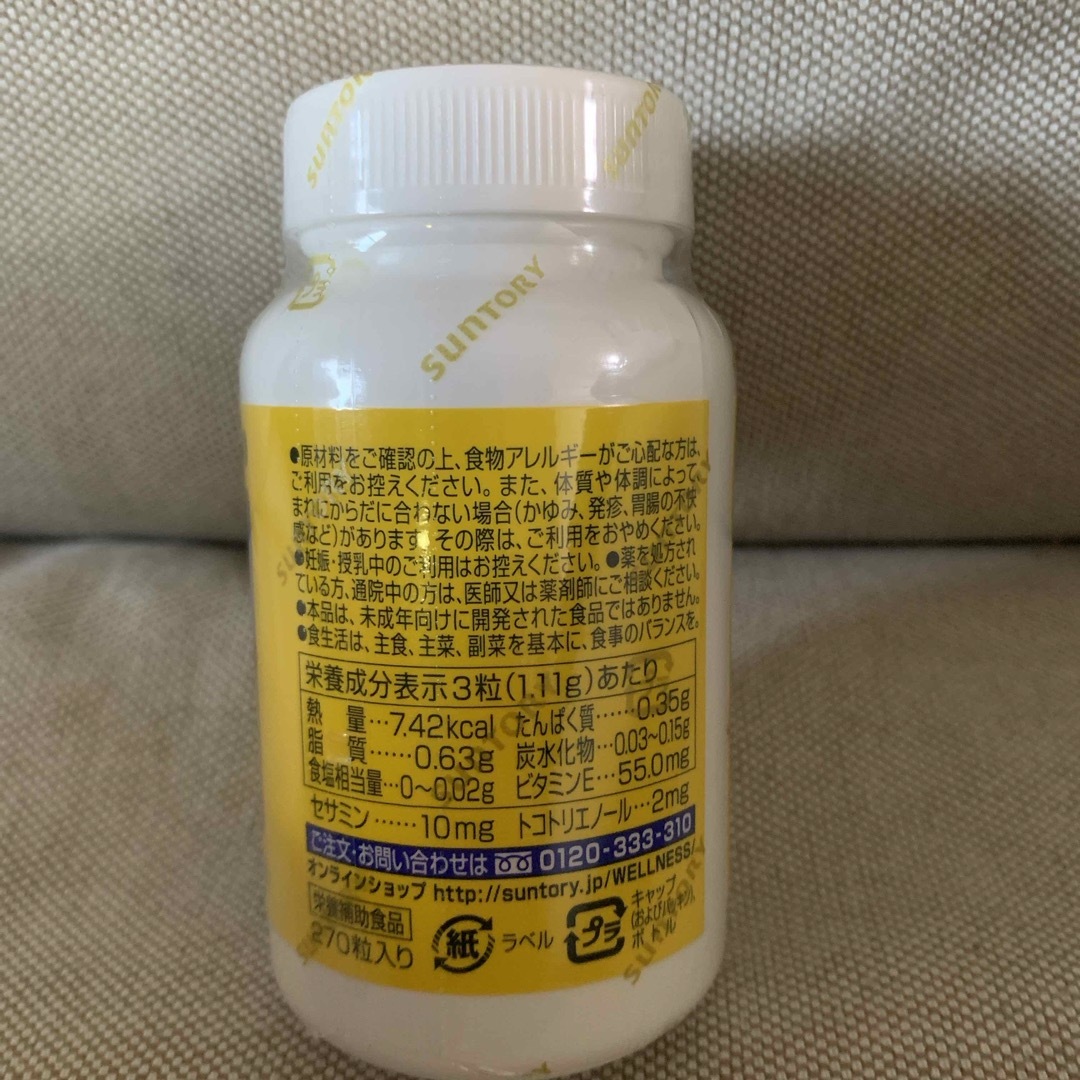 SUNTORY
SUNTORY
SUNTORY
●原材料をご確認の上、食物アレルギーがご心配な方は、
ご利用をお控えください。また、体質や体調によって、
まれにからだに合わない場合(かゆみ、発疹、胃腸の不快
感など)があります。その際は、ご利用をおやめください。
●妊娠・授乳中のご利用はお控えください。●薬を処方され
ている方、通院中の方は、医師又は薬剤師にご相談ください。
●本品は、未成年向けに開発された食品ではありません。
●食生活は、主食、主菜、副菜を基本に、食事のバランスを。
栄養成分表示3粒(1.11g)あたり
熱量…7.42kcal たんぱく質……0.35g
脂質……0.63g 炭水化物…0.03~0.15g
食塩相当量…0~0.02g ビタミンE…55.0mg
セサミン……10mg トコトリエノール…2mg
ご注文・お問い合わせは 0120-333-310
オンラインショップ http://suntory.jp/WELLNESS/
栄養補助食品
270粒入り
紙 ラベル
プラ キャップ
(およびパッキン)、
ボトル
SUNTORY
SUNTORY